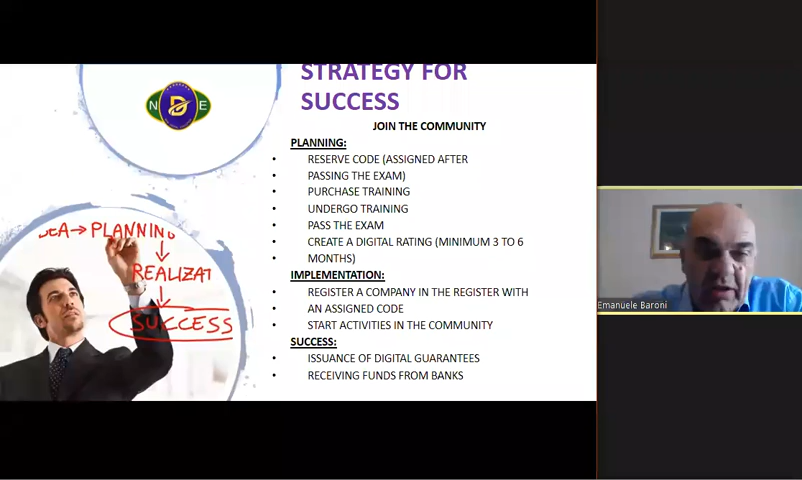 STRATEGY FOR
SUCCESS
N D E
JOIN THE COMMUNITY
PLANNING:
• RESERVE CODE (ASSIGNED AFTER
• PASSING THE EXAM)
• PURCHASE TRAINING
• UNDERGO TRAINING
• PASS THE EXAM
• CREATE A DIGITAL RATING (MINIMUM 3 TO 6
• MONTHS)
IMPLEMENTATION:
• REGISTER A COMPANY IN THE REGISTER WITH
• AN ASSIGNED CODE
• START ACTIVITIES IN THE COMMUNITY
SUCCESS:
• ISSUANCE OF DIGITAL GUARANTEES
• RECEIVING FUNDS FROM BANKS
→ PLANNING
REALIZAT
SUCCESS
Emanuele Baroni